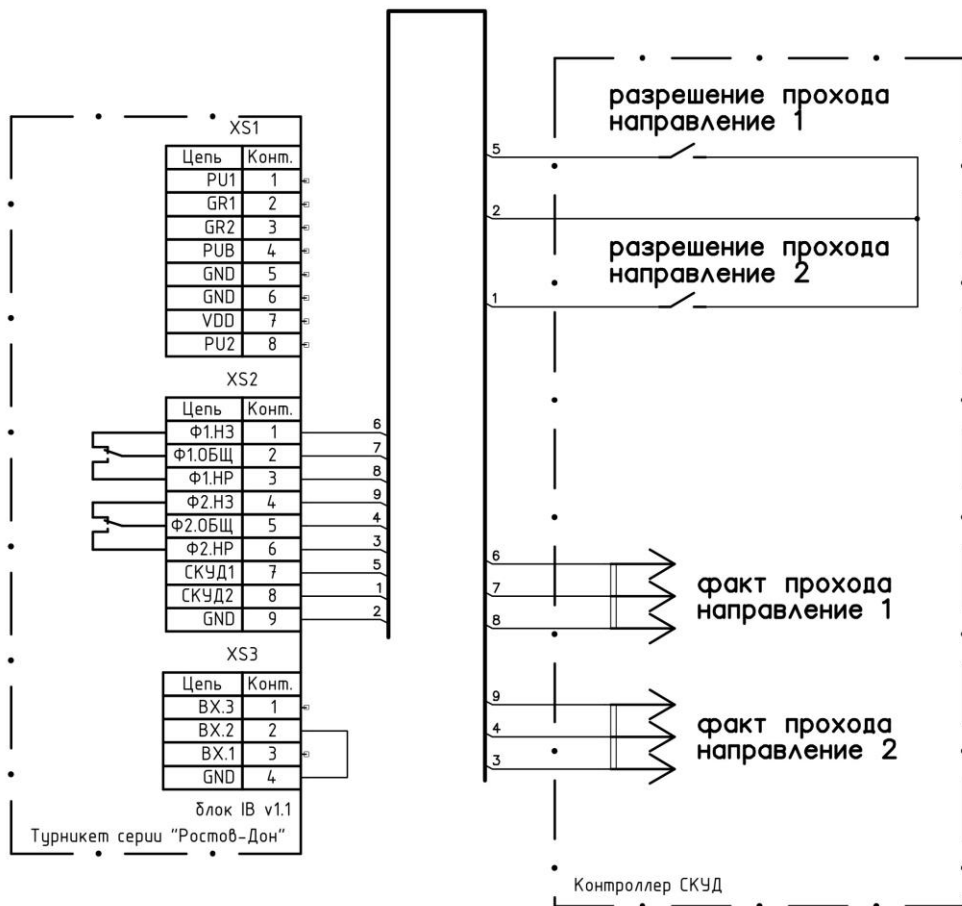 XS1
Цепь Конт.
PU1 1
GR1 2
GR2 3
PUB 4
GND 5
GND 6
VDD 7
PU2 8
XS2
Цепь Конт.
Ф1.НЗ 1 6
Ф1.ОБЩ 2 7
Ф1.НР 3 8
Ф2.НЗ 4 9
Ф2.ОБЩ 5 4
Ф2.НР 6 3
СКУД1 7 5
СКУД2 8 1
GND 9 2
XS3
Цепь Конт.
ВХ.3 1
ВХ.2 2
ВХ.1 3
GND 4
блок IB v1.1
Турникет серии "Ростов-Дон"
разрешение прохода
направление 1
5
2
разрешение прохода
направление 2
1
6
7
8
факт прохода
направление 1
9
4
3
факт прохода
направление 2
Контроллер СКУД